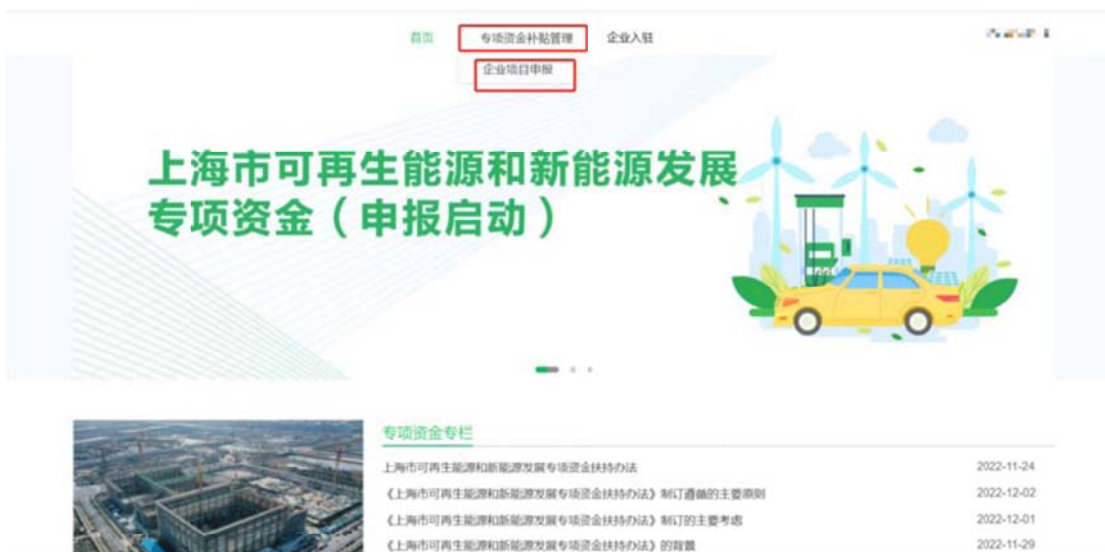 首页 专项资金补贴管理 企业入驻
企业项目申报
上海市可再生能源和新能源发展
专项资金（申报启动）
专项资金专栏
上海市可再生能源和新能源发展专项资金扶持办法 2022-11-24
《上海市可再生能源和新能源发展专项资金扶持办法》制订遵循的主要原则 2022-12-02
《上海市可再生能源和新能源发展专项资金扶持办法》制订的主要考虑 2022-12-01
《上海市可再生能源和新能源发展专项资金扶持办法》的背景 2022-11-29